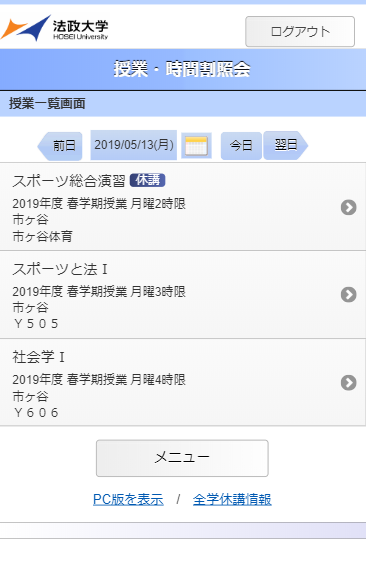 法政大学
HOSEI University
ログアウト
授業・時間割照会
授業一覧画面
前日 2019/05/13(月) 今日 翌日
スポーツ総合演習 休講
2019年度 春学期授業 月曜2時限
市ヶ谷
市ヶ谷体育
スポーツと法Ⅰ
2019年度 春学期授業 月曜3時限
市ヶ谷
Ｙ５０５
社会学Ⅰ
2019年度 春学期授業 月曜4時限
市ヶ谷
Ｙ６０６
メニュー
PC版を表示 / 全学休講情報